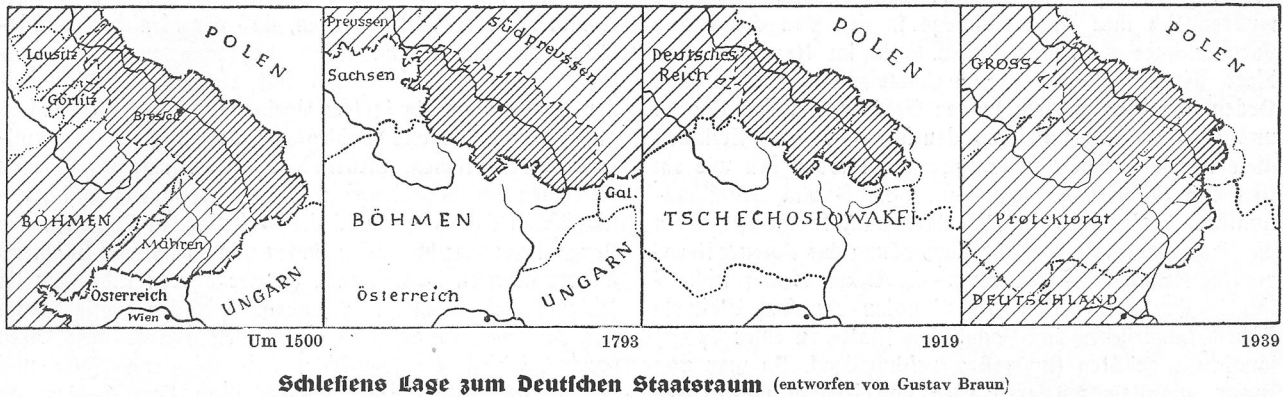 POLEN
Lausitz
Görlitz
Breslau
BÖHMEN
Mähren
Österreich
Wien
UNGARN
Preussen
Südpreussen
Sachsen
Gal.
BÖHMEN
Österreich
UNGARN
POLEN
Deutsches
Reich
TSCHECHOSLOWAKEI
POLEN
GROSS-
Protektorat
DEUTSCHLAND
Um 1500
1793
1919
1939
Schlesiens Lage zum Deutschen Staatsraum (entworfen von Gustav Braun)